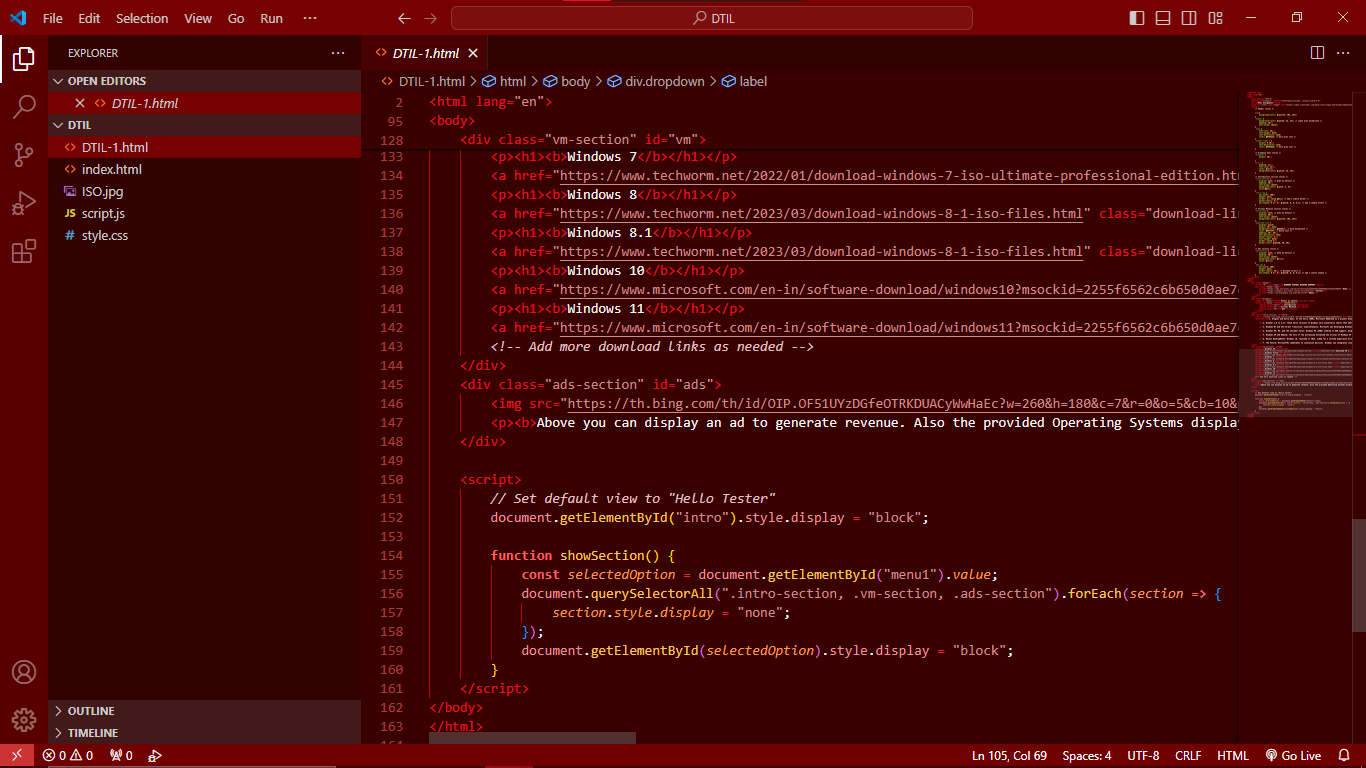 File Edit Selection View Go Run ··· DTIL
EXPLORER ···
OPEN EDITORS
DTIL-1.html
DTIL
DTIL-1.html
index.html
ISO.jpg
JS script.js
# style.css
OUTLINE
TIMELINE
DTIL-1.html
DTIL-1.html > html > body > div.dropdown > label
2 <html lang="en">
95 <body>
128 <div class="vm-section" id="vm">
133 <p><h1><b>Windows 7</b></h1></p>
134 <a href="https://www.techworm.net/2022/01/download-windows-7-iso-ultimate-professional-edition.htm
135 <p><h1><b>Windows 8</b></h1></p>
136 <a href="https://www.techworm.net/2023/03/download-windows-8-1-iso-files.html" class="download-lin
137 <p><h1><b>Windows 8.1</b></h1></p>
138 <a href="https://www.techworm.net/2023/03/download-windows-8-1-iso-files.html" class="download-lin
139 <p><h1><b>Windows 10</b></h1></p>
140 <a href="https://www.microsoft.com/en-in/software-download/windows10?msockid=2255f6562c6b650d0ae7
141 <p><h1><b>Windows 11</b></h1></p>
142 <a href="https://www.microsoft.com/en-in/software-download/windows11?msockid=2255f6562c6b650d0ae7
143 <!-- Add more download links as needed -->
144 </div>
145 <div class="ads-section" id="ads">
146 <img src="https://th.bing.com/th/id/OIP.OF51UYzDGfeOTRKDUACyWwHaEc?w=260&h=180&c=7&r=0&o=5&cb=10&
147 <p><b>Above you can display an ad to generate revenue. Also the provided Operating Systems displa
148 </div>
149
150 <script>
151 // Set default view to "Hello Tester"
152 document.getElementById("intro").style.display = "block";
153
154 function showSection() {
155 const selectedOption = document.getElementById("menu1").value;
156 document.querySelectorAll(".intro-section, .vm-section, .ads-section").forEach(section => {
157 section.style.display = "none";
158 });
159 document.getElementById(selectedOption).style.display = "block";
160 }
161 </script>
162 </body>
163 </html>
0 0 0 Ln 105, Col 69 Spaces: 4 UTF-8 CRLF HTML Go Live